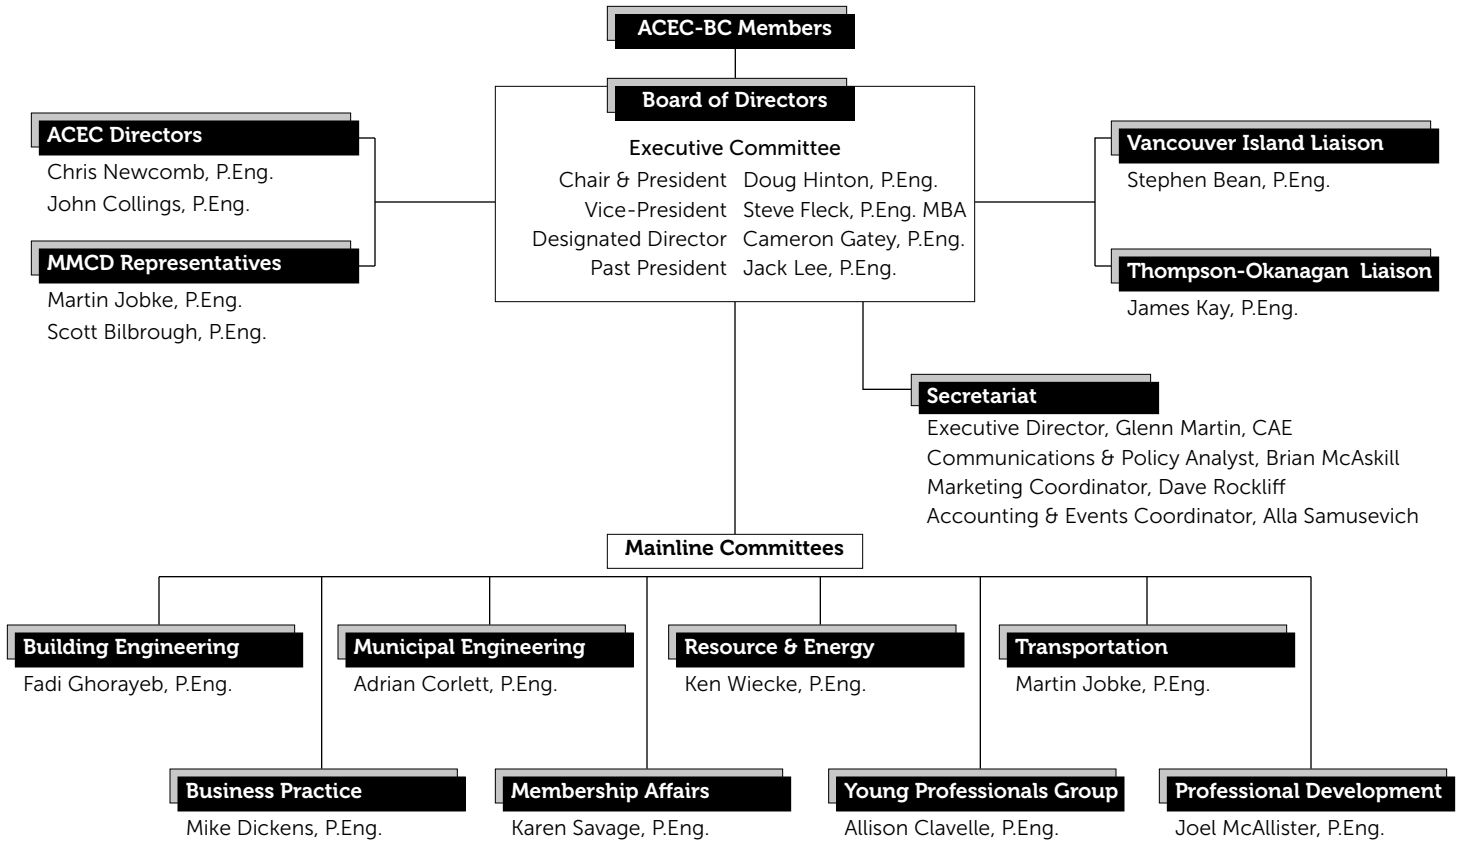 ACEC-BC Members
Board of Directors
Executive Committee
Chair & President Doug Hinton, P.Eng.
Vice-President Steve Fleck, P.Eng. MBA
Designated Director Cameron Gatey, P.Eng.
Past President Jack Lee, P.Eng.
ACEC Directors
Chris Newcomb, P.Eng.
John Collings, P.Eng.
MMCD Representatives
Martin Jobke, P.Eng.
Scott Bilbrough, P.Eng.
Vancouver Island Liaison
Stephen Bean, P.Eng.
Thompson-Okanagan Liaison
James Kay, P.Eng.
Secretariat
Executive Director, Glenn Martin, CAE
Communications & Policy Analyst, Brian McAskill
Marketing Coordinator, Dave Rockliff
Accounting & Events Coordinator, Alla Samusevich
Mainline Committees
Building Engineering
Fadi Ghorayeb, P.Eng.
Municipal Engineering
Adrian Corlett, P.Eng.
Resource & Energy
Ken Wiecke, P.Eng.
Transportation
Martin Jobke, P.Eng.
Business Practice
Mike Dickens, P.Eng.
Membership Affairs
Karen Savage, P.Eng.
Young Professionals Group
Allison Clavelle, P.Eng.
Professional Development
Joel McAllister, P.Eng.